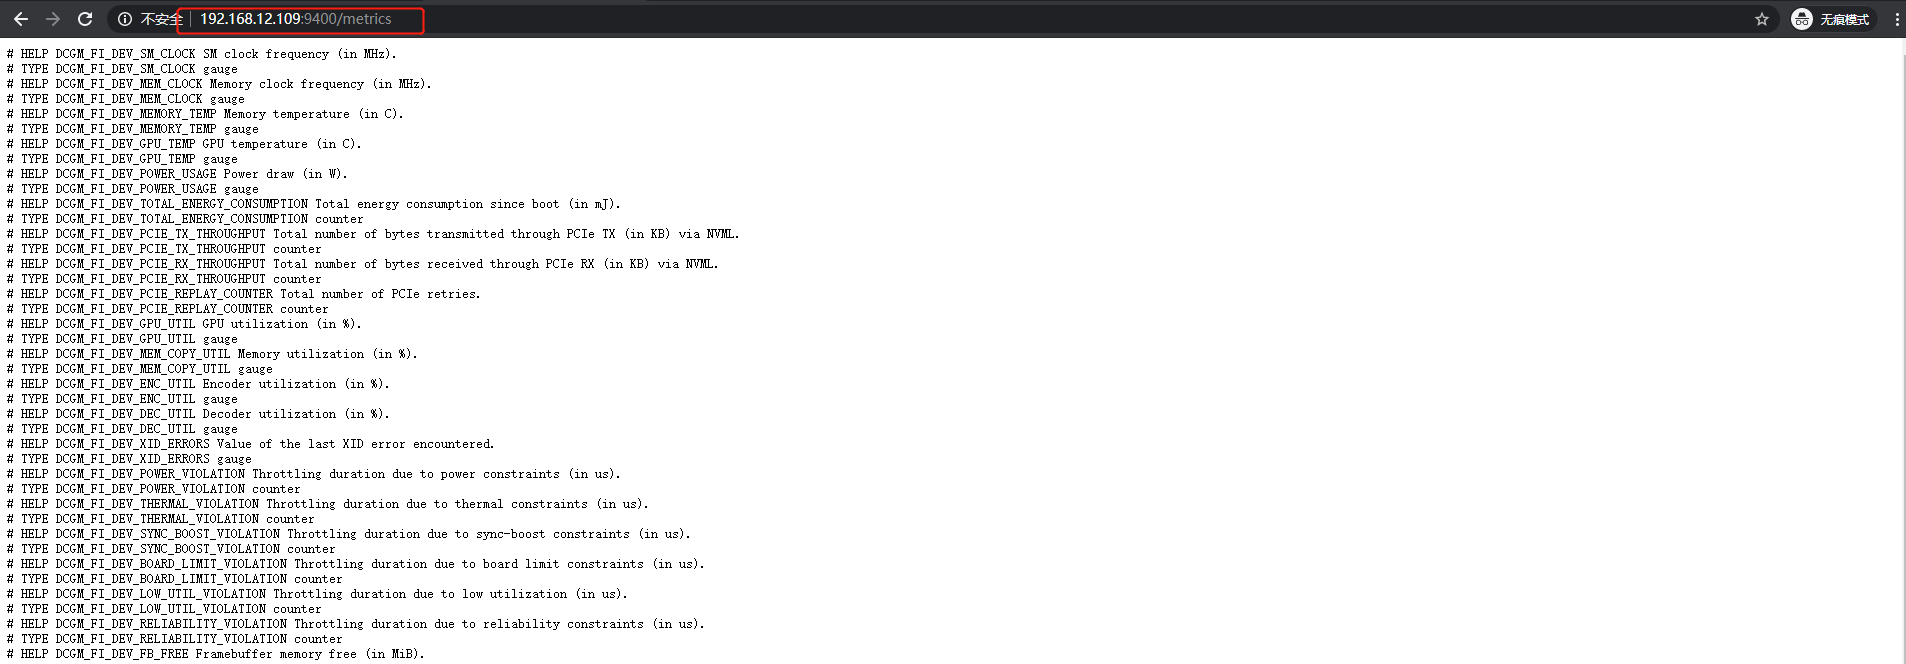 不安全 192.168.12.109:9400/metrics 无痕模式
# HELP DCGM_FI_DEV_SM_CLOCK SM clock frequency (in MHz).
# TYPE DCGM_FI_DEV_SM_CLOCK gauge
# HELP DCGM_FI_DEV_MEM_CLOCK Memory clock frequency (in MHz).
# TYPE DCGM_FI_DEV_MEM_CLOCK gauge
# HELP DCGM_FI_DEV_MEMORY_TEMP Memory temperature (in C).
# TYPE DCGM_FI_DEV_MEMORY_TEMP gauge
# HELP DCGM_FI_DEV_GPU_TEMP GPU temperature (in C).
# TYPE DCGM_FI_DEV_GPU_TEMP gauge
# HELP DCGM_FI_DEV_POWER_USAGE Power draw (in W).
# TYPE DCGM_FI_DEV_POWER_USAGE gauge
# HELP DCGM_FI_DEV_TOTAL_ENERGY_CONSUMPTION Total energy consumption since boot (in mJ).
# TYPE DCGM_FI_DEV_TOTAL_ENERGY_CONSUMPTION counter
# HELP DCGM_FI_DEV_PCIE_TX_THROUGHPUT Total number of bytes transmitted through PCIe TX (in KB) via NVML.
# TYPE DCGM_FI_DEV_PCIE_TX_THROUGHPUT counter
# HELP DCGM_FI_DEV_PCIE_RX_THROUGHPUT Total number of bytes received through PCIe RX (in KB) via NVML.
# TYPE DCGM_FI_DEV_PCIE_RX_THROUGHPUT counter
# HELP DCGM_FI_DEV_PCIE_REPLAY_COUNTER Total number of PCIe retries.
# TYPE DCGM_FI_DEV_PCIE_REPLAY_COUNTER counter
# HELP DCGM_FI_DEV_GPU_UTIL GPU utilization (in %).
# TYPE DCGM_FI_DEV_GPU_UTIL gauge
# HELP DCGM_FI_DEV_MEM_COPY_UTIL Memory utilization (in %).
# TYPE DCGM_FI_DEV_MEM_COPY_UTIL gauge
# HELP DCGM_FI_DEV_ENC_UTIL Encoder utilization (in %).
# TYPE DCGM_FI_DEV_ENC_UTIL gauge
# HELP DCGM_FI_DEV_DEC_UTIL Decoder utilization (in %).
# TYPE DCGM_FI_DEV_DEC_UTIL gauge
# HELP DCGM_FI_DEV_XID_ERRORS Value of the last XID error encountered.
# TYPE DCGM_FI_DEV_XID_ERRORS gauge
# HELP DCGM_FI_DEV_POWER_VIOLATION Throttling duration due to power constraints (in us).
# TYPE DCGM_FI_DEV_POWER_VIOLATION counter
# HELP DCGM_FI_DEV_THERMAL_VIOLATION Throttling duration due to thermal constraints (in us).
# TYPE DCGM_FI_DEV_THERMAL_VIOLATION counter
# HELP DCGM_FI_DEV_SYNC_BOOST_VIOLATION Throttling duration due to sync-boost constraints (in us).
# TYPE DCGM_FI_DEV_SYNC_BOOST_VIOLATION counter
# HELP DCGM_FI_DEV_BOARD_LIMIT_VIOLATION Throttling duration due to board limit constraints (in us).
# TYPE DCGM_FI_DEV_BOARD_LIMIT_VIOLATION counter
# HELP DCGM_FI_DEV_LOW_UTIL_VIOLATION Throttling duration due to low utilization (in us).
# TYPE DCGM_FI_DEV_LOW_UTIL_VIOLATION counter
# HELP DCGM_FI_DEV_RELIABILITY_VIOLATION Throttling duration due to reliability constraints (in us).
# TYPE DCGM_FI_DEV_RELIABILITY_VIOLATION counter
# HELP DCGM_FI_DEV_FB_FREE Framebuffer memory free (in MiB).